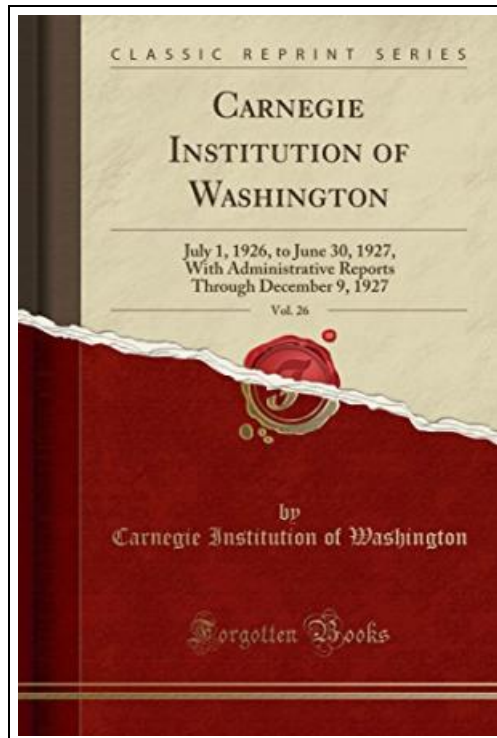 CLASSIC REPRINT SERIES
CARNEGIE
INSTITUTION OF
WASHINGTON
July 1, 1926, to June 30, 1927,
With Administrative Reports
Through December 9, 1927
Vol. 26
by
Carnegie Institution of Washington
Forgotten Books